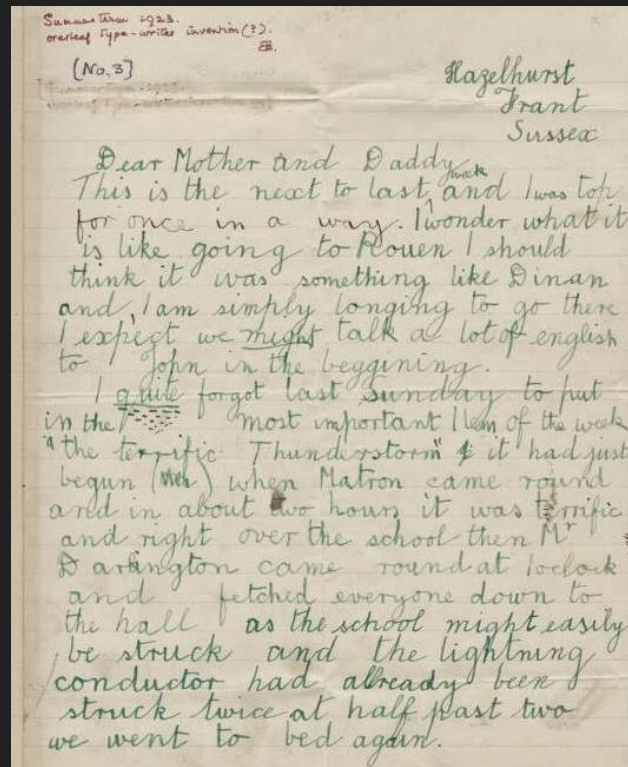 Summer term 1923.
overleaf Type-writer invention(?).
[No.3]
Hazelhurst
Frant
Sussex
Dear Mother and Daddy
week
This is the next to last, and I was top
for once in a way. I wonder what it
is like going to Rouen I should
think it was something like Dinan
and, I am simply longing to go there
I expect we might talk a lot of english
to John in the beggining.
I quite forgot last sunday to put
in the most important Item of the week
"the terrific Thunderstorm" it had just
begun when Matron came round
and in about two hours it was terrific
and right over the school then Mr
Darlington came round at 1oclock
and fetched everyone down to
the hall as the school might easily
be struck and the lightning
conductor had already been
struck twice at half past two
we went to bed again.